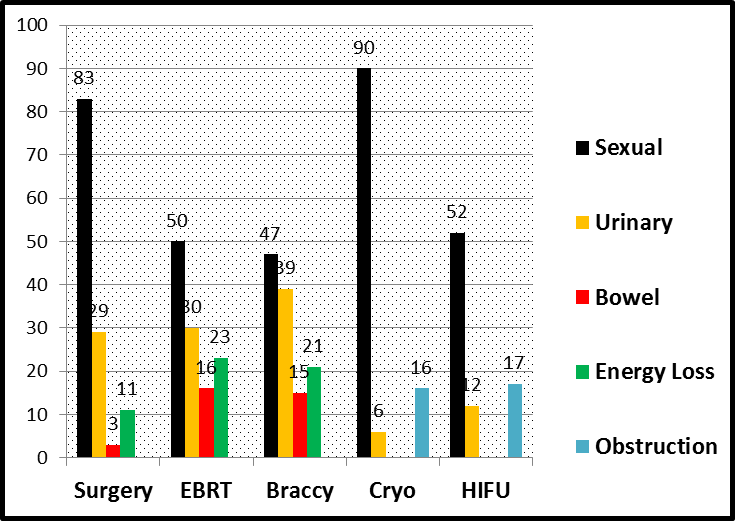 100
90
80
70
60
50
40
30
20
10
0
83
29
3
11
50
30
16
23
47
39
15
21
90
6
16
52
12
17
Surgery
EBRT
Braccy
Cryo
HIFU
Sexual
Urinary
Bowel
Energy Loss
Obstruction